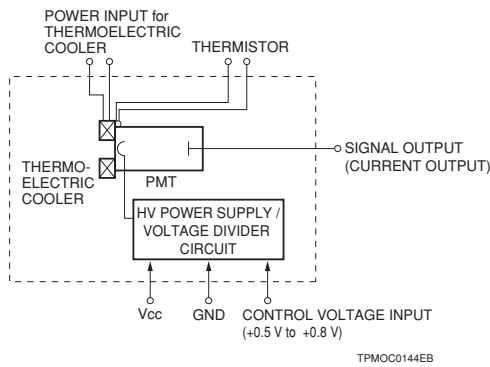 POWER INPUT for
THERMOELECTRIC
COOLER
THERMISTOR
SIGNAL OUTPUT
(CURRENT OUTPUT)
THERMO-
ELECTRIC
COOLER
PMT
HV POWER SUPPLY /
VOLTAGE DIVIDER
CIRCUIT
Vcc
GND
CONTROL VOLTAGE INPUT
(+0.5 V to +0.8 V)
TPMOC0144EB